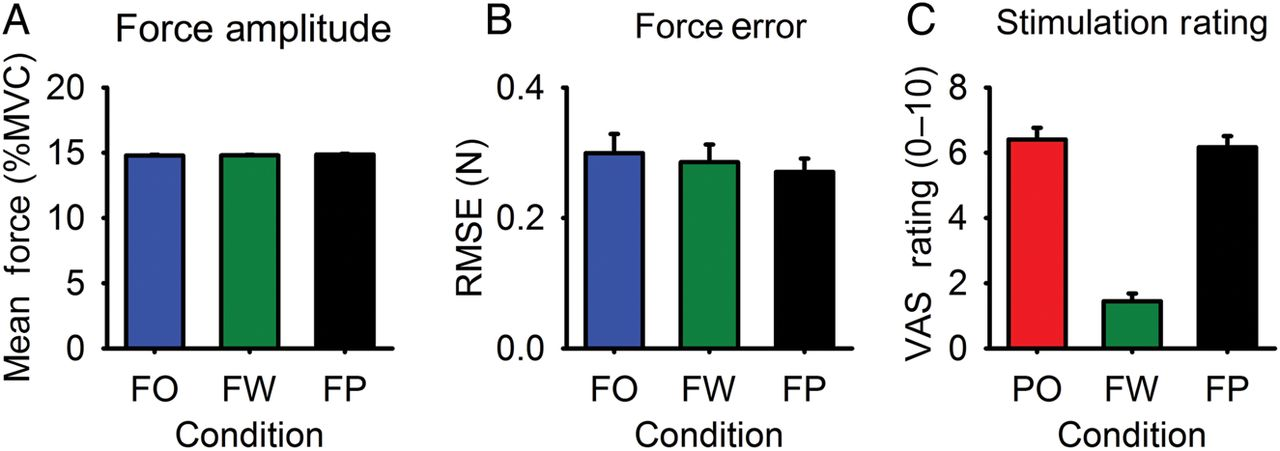 A Force amplitude
Mean force (%MVC)
20
15
10
5
0
FO FW FP
Condition
B Force error
RMSE (N)
0.4
0.2
0.0
FO FW FP
Condition
C Stimulation rating
VAS rating (0–10)
8
6
4
2
0
PO FW FP
Condition